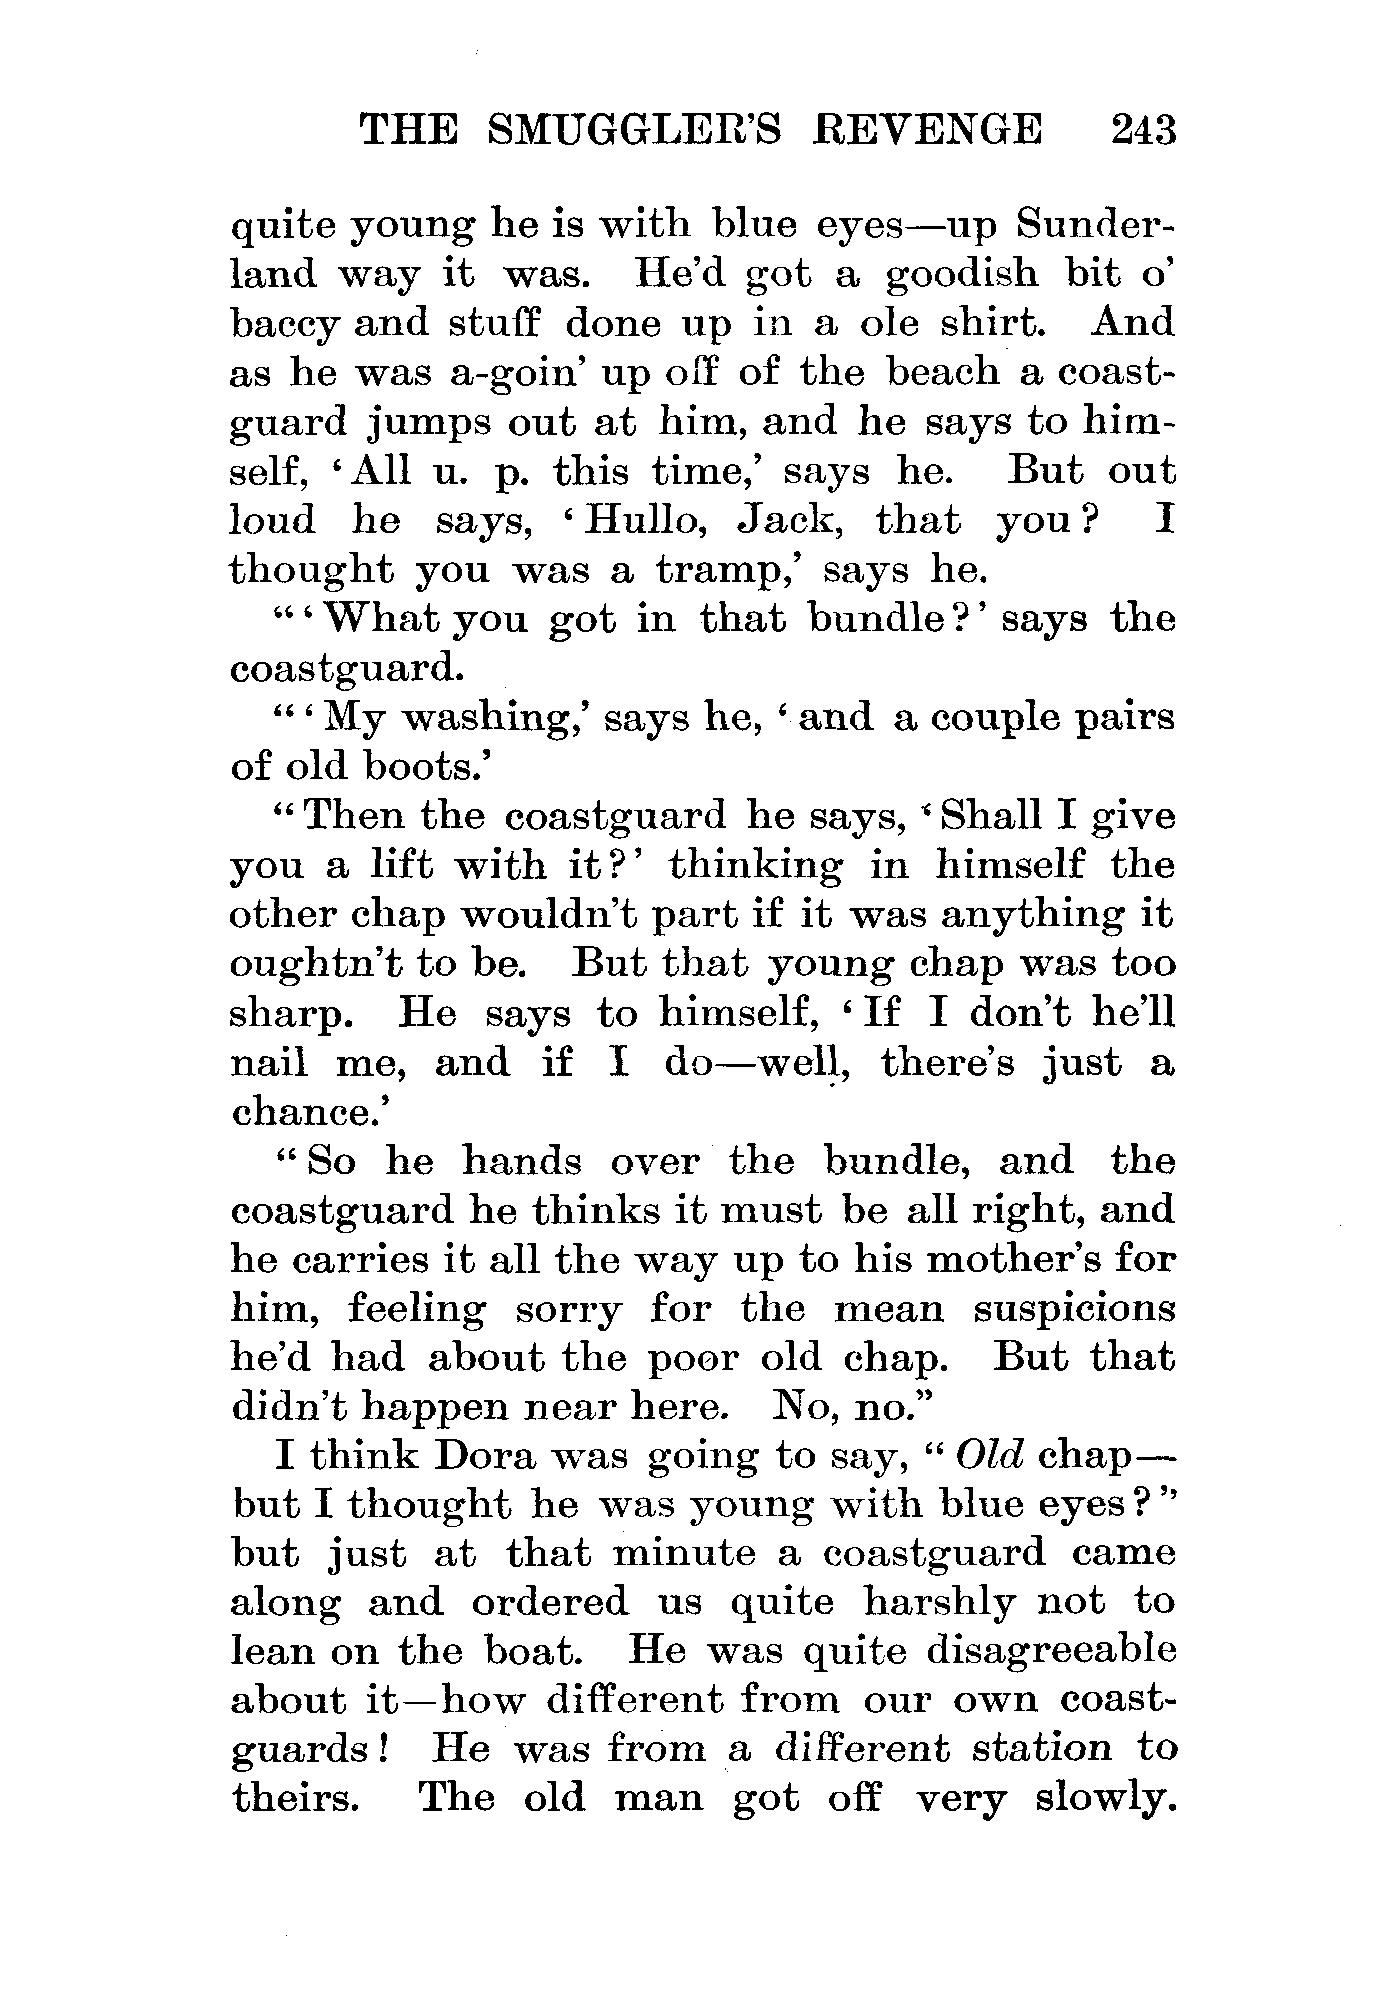 THE SMUGGLER'S REVENGE 243
quite young he is with blue eyes—up Sunder-
land way it was. He'd got a goodish bit o'
baccy and stuff done up in a ole shirt. And
as he was a-goin' up off of the beach a coast-
guard jumps out at him, and he says to him-
self, ‘All u. p. this time,’ says he. But out
loud he says, ‘Hullo, Jack, that you? I
thought you was a tramp,’ says he.
“‘What you got in that bundle?’ says the
coastguard.
“‘My washing,’ says he, ‘and a couple pairs
of old boots.’
“Then the coastguard he says, ‘Shall I give
you a lift with it?’ thinking in himself the
other chap wouldn't part if it was anything it
oughtn't to be. But that young chap was too
sharp. He says to himself, ‘If I don't he'll
nail me, and if I do—well, there's just a
chance.’
“So he hands over the bundle, and the
coastguard he thinks it must be all right, and
he carries it all the way up to his mother's for
him, feeling sorry for the mean suspicions
he'd had about the poor old chap. But that
didn't happen near here. No, no.”
I think Dora was going to say, “Old chap—
but I thought he was young with blue eyes?”
but just at that minute a coastguard came
along and ordered us quite harshly not to
lean on the boat. He was quite disagreeable
about it—how different from our own coast-
guards! He was from a different station to
theirs. The old man got off very slowly.